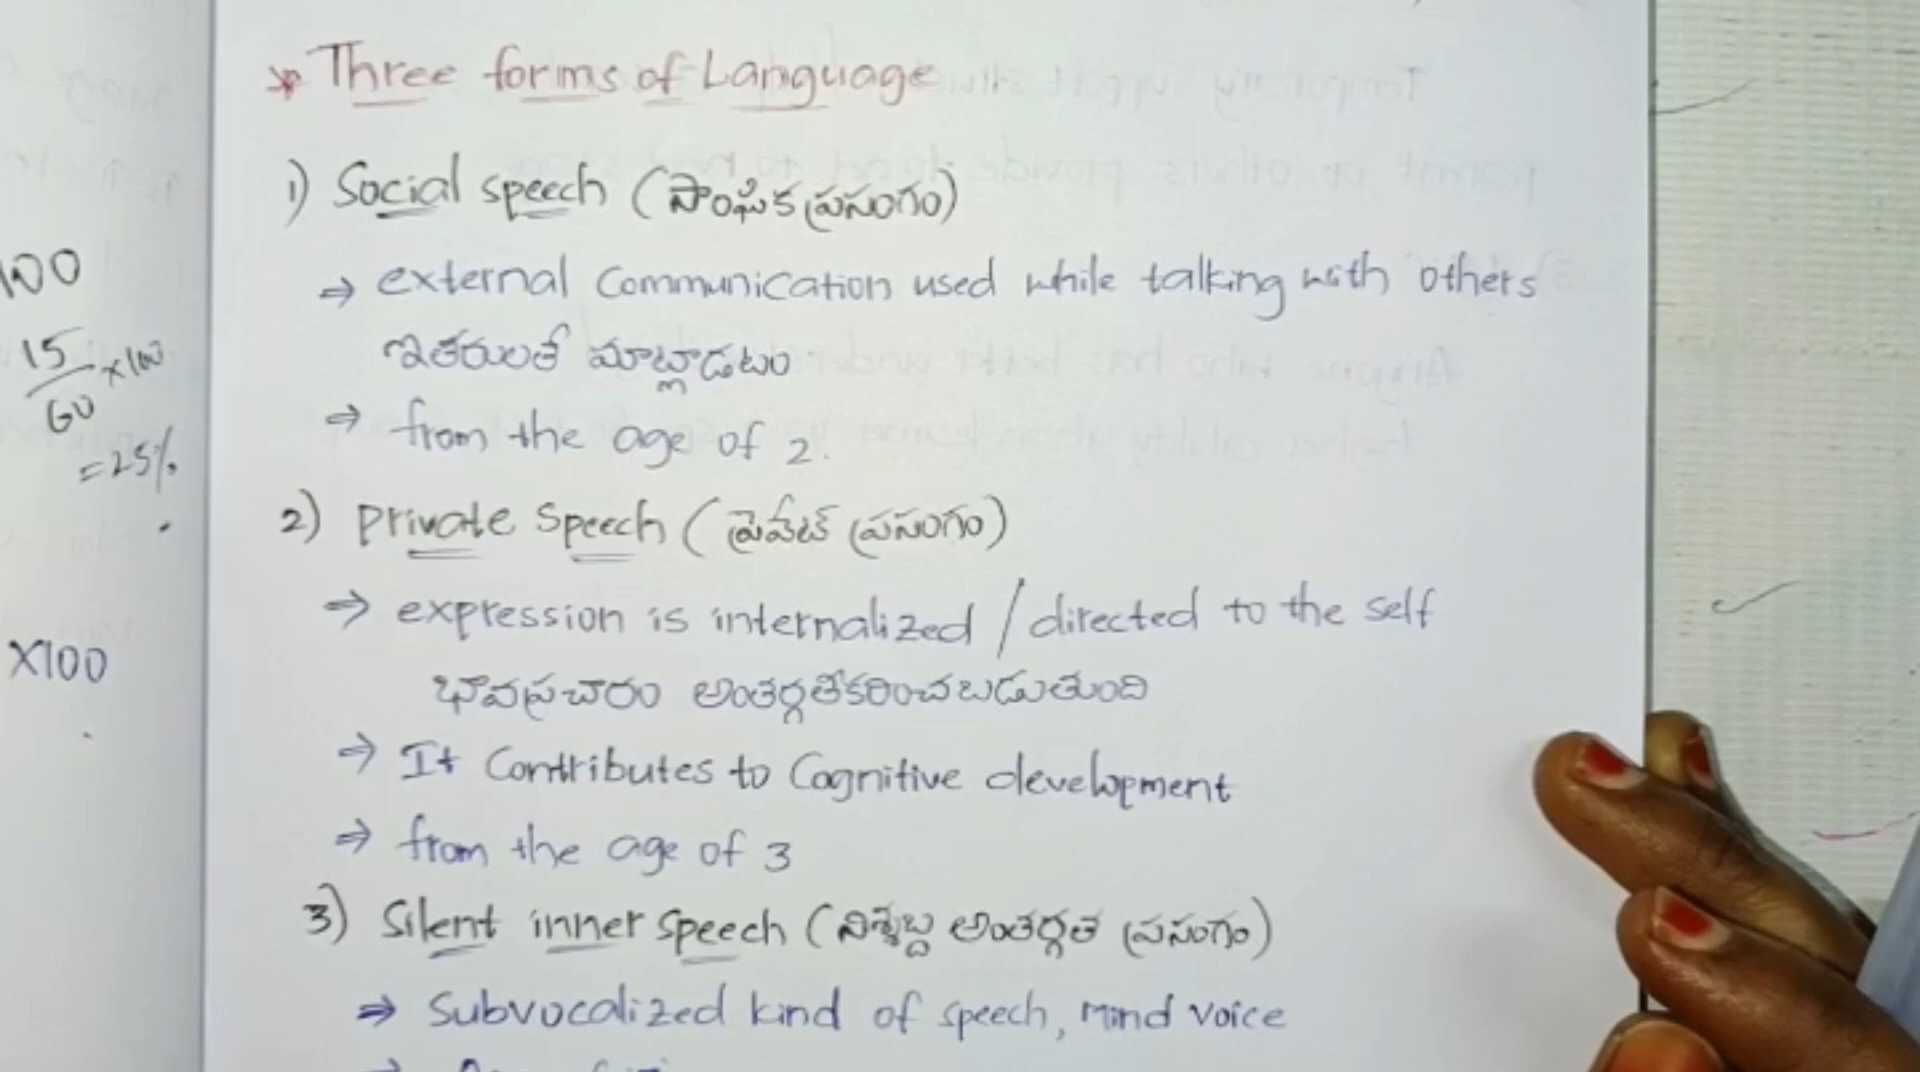 100
15/60 ×100
=25%.
X100
* Three forms of Language
1) Social speech (సాంఘిక ప్రసంగం)
⇒ external Communication used while talking with others
ఇతరులతో మాట్లాడటం
⇒ from the age of 2.
2) private speech (ప్రైవేట్ ప్రసంగం)
⇒ expression is internalized / directed to the self
భావప్రచారం అంతర్గతీకరించబడుతుంది
⇒ It Contributes to Cognitive development
⇒ from the age of 3
3) Silent inner speech (నిశ్శబ్ద అంతర్గత ప్రసంగం)
⇒ Subvocalized kind of speech, Mind voice